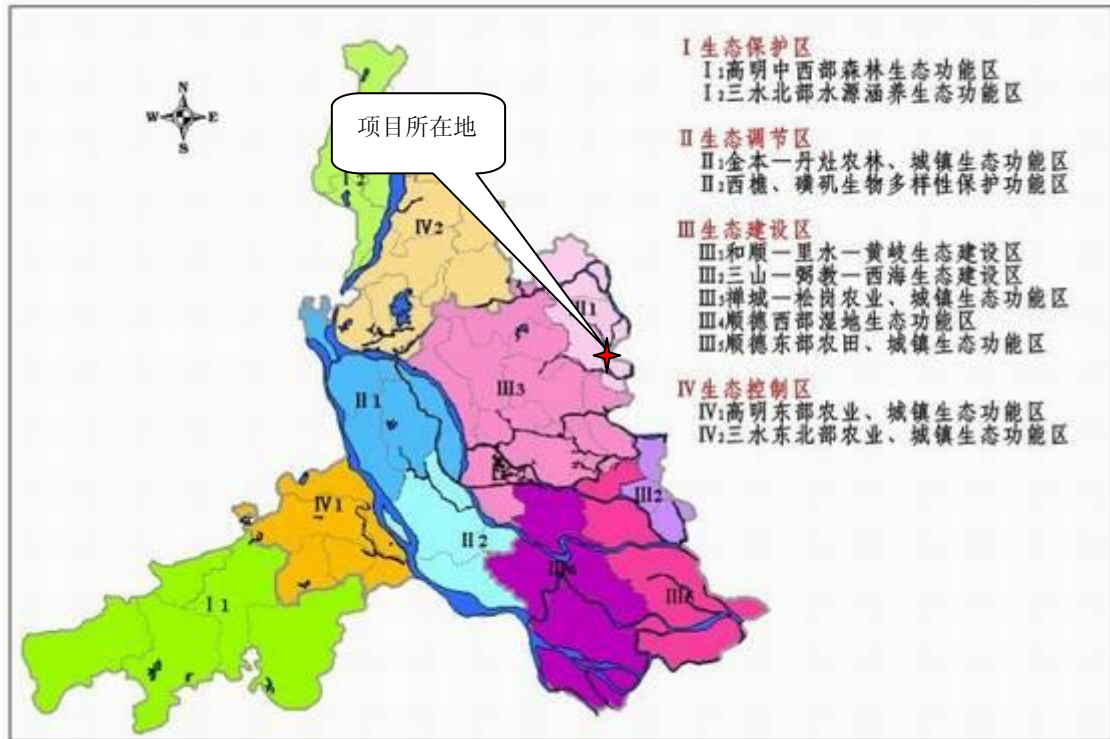 N
W E
S
项目所在地
Ⅰ2
Ⅳ2
Ⅲ3
Ⅱ1
Ⅳ1
Ⅱ2
Ⅲ2
Ⅰ1
Ⅰ生态保护区
Ⅰ₁高明中西部森林生态功能区
Ⅰ₂三水北部水源涵养生态功能区
Ⅱ生态调节区
Ⅱ₁金本—丹灶农林、城镇生态功能区
Ⅱ₂西樵、磺矶生物多样性保护功能区
Ⅲ生态建设区
Ⅲ₁和顺—里水—黄岐生态建设区
Ⅲ₂三山—弼教—西海生态建设区
Ⅲ₃禅城—松岗农业、城镇生态功能区
Ⅲ₄顺德西部湿地生态功能区
Ⅲ₅顺德东部农田、城镇生态功能区
Ⅳ生态控制区
Ⅳ₁高明东部农业、城镇生态功能区
Ⅳ₂三水东北部农业、城镇生态功能区